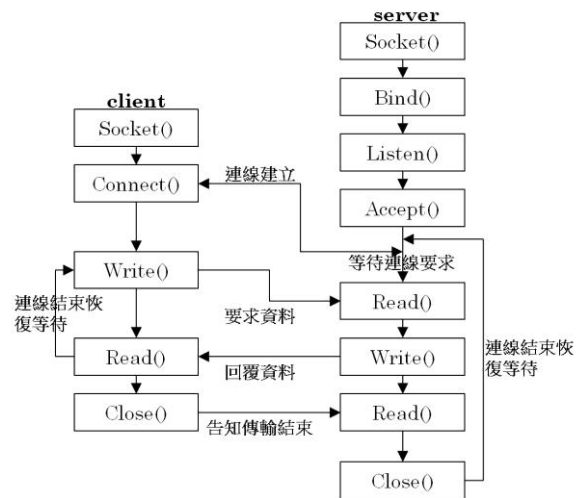 server
Socket()
Bind()
Listen()
Accept()
等待連線要求
Read()
Write()
Read()
Close()
連線結束恢
復等待
client
Socket()
Connect()
連線建立
Write()
要求資料
連線結束恢
復等待
Read()
回覆資料
Close()
告知傳輸結束